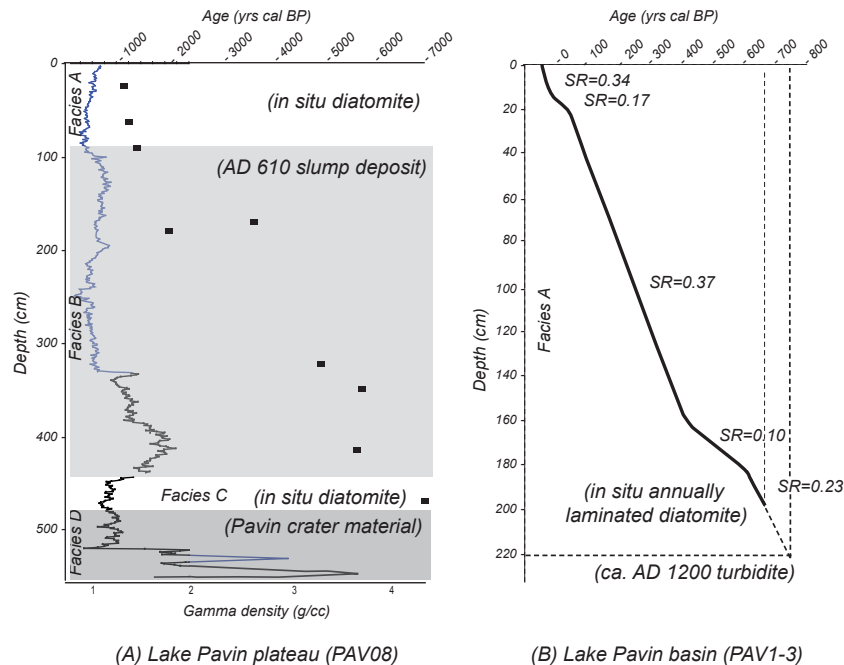 Age (yrs cal BP)
1000
2000
3000
4000
5000
6000
7000
0
100
200
300
400
500
Depth (cm)
Facies A
Facies B
Facies D
(in situ diatomite)
(AD 610 slump deposit)
Facies C
(in situ diatomite)
(Pavin crater material)
1
2
3
4
Gamma density (g/cc)
(A) Lake Pavin plateau (PAV08)
Age (yrs cal BP)
0
100
200
300
400
500
600
700
800
0
20
40
60
80
100
120
140
160
180
200
220
Depth (cm)
Facies A
SR=0.34
SR=0.17
SR=0.37
SR=0.10
SR=0.23
(in situ annually
laminated diatomite)
(ca. AD 1200 turbidite)
(B) Lake Pavin basin (PAV1-3)